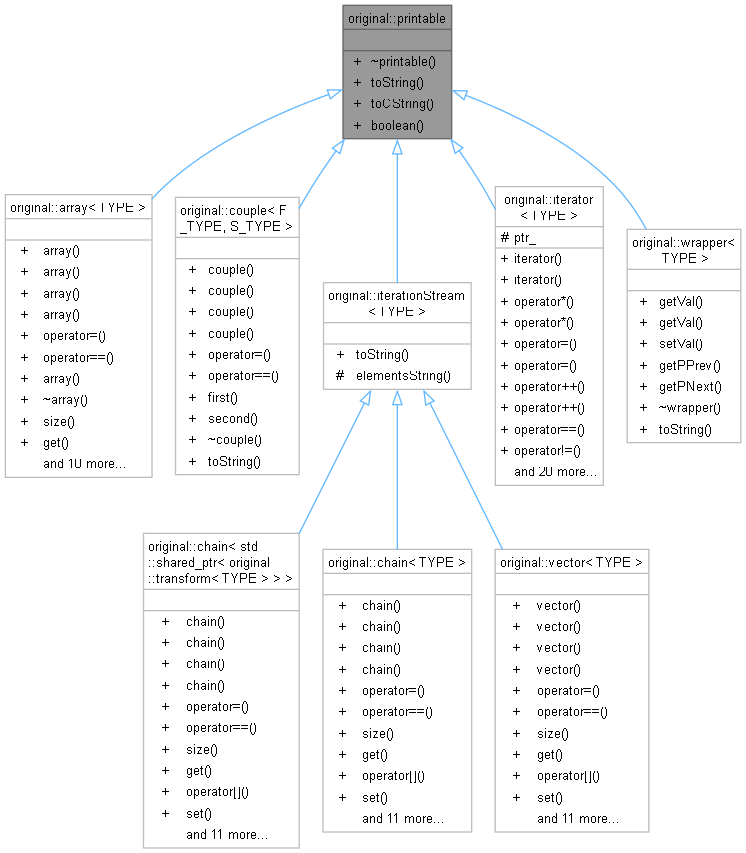 original::printable
+ ~printable()
+ toString()
+ toCString()
+ boolean()
original::array< TYPE >
+ array()
+ array()
+ array()
+ array()
+ operator=()
+ operator==()
+ array()
+ ~array()
+ size()
+ get()
and 10 more...
original::couple< F
_TYPE, S_TYPE >
+ couple()
+ couple()
+ couple()
+ couple()
+ operator=()
+ operator==()
+ first()
+ second()
+ ~couple()
+ toString()
original::iterationStream
< TYPE >
+ toString()
# elementsString()
original::iterator
< TYPE >
# ptr_
+ iterator()
+ iterator()
+ operator*()
+ operator*()
+ operator=()
+ operator=()
+ operator++()
+ operator++()
+ operator==()
+ operator!=()
and 20 more...
original::wrapper<
TYPE >
+ getVal()
+ getVal()
+ setVal()
+ getPPrev()
+ getPNext()
+ ~wrapper()
+ toString()
original::chain< std
::shared_ptr< original
::transform< TYPE > > >
+ chain()
+ chain()
+ chain()
+ chain()
+ operator=()
+ operator==()
+ size()
+ get()
+ operator[]()
+ set()
and 11 more...
original::chain< TYPE >
+ chain()
+ chain()
+ chain()
+ chain()
+ operator=()
+ operator==()
+ size()
+ get()
+ operator[]()
+ set()
and 11 more...
original::vector< TYPE >
+ vector()
+ vector()
+ vector()
+ vector()
+ operator=()
+ operator==()
+ size()
+ get()
+ operator[]()
+ set()
and 11 more...